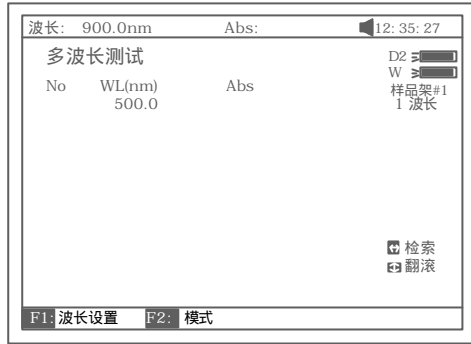 波长: 900.0nm Abs: 12: 35: 27
多波长测试
D2
W
No WL(nm) Abs
样品架#1
500.0
1 波长
检索
翻滚
F1: 波长设置 F2: 模式